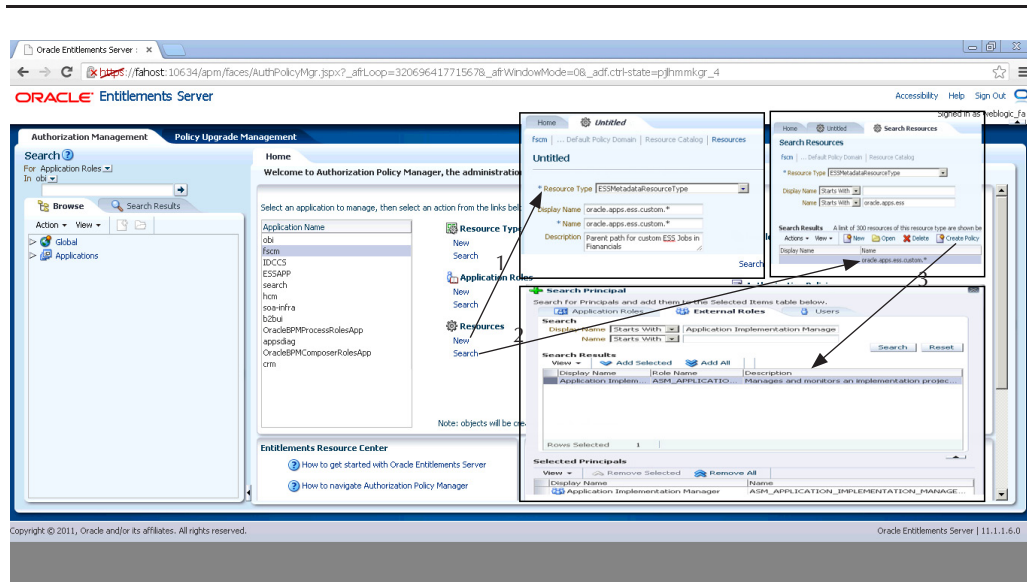 Oracle Entitlements Server :
https://fahost:10634/apm/faces/AuthPolicyMgr.jspx?_afrLoop=320696417715678&_afrWindowMode=0&_adf.ctrl-state=pjlhmmkgr_4
ORACLE Entitlements Server
Accessibility Help Sign Out
Signed in as weblogic_fa
Authorization Management Policy Upgrade Management
Search
For Application Roles
In obi
Browse Search Results
Action View
Global
Applications
Home
Welcome to Authorization Policy Manager, the administratio
Select an application to manage, then select an action from the links bel
Application Name
obi
fscm
IDCCS
ESSAPP
search
hcm
soa-infra
b2bui
OracleBPMProcessRolesApp
appsdiag
OracleBPMComposerRolesApp
crm
Resource Typ
New
Search
Application Roles
New
Search
Resources
New
Search
Search
Note: objects will be cre
Entitlements Resource Center
How to get started with Oracle Entitlements Server
How to navigate Authorization Policy Manager
1
2
3
Home Untitled
fscm | ... Default Policy Domain | Resource Catalog | Resources
Untitled
* Resource Type ESSMetadataResourceType
Display Name oracle.apps.ess.custom.*
* Name oracle.apps.ess.custom.*
Description Parent path for custom ESS Jobs in
Fianancials
Home Untitled Search Resources
Search Resources
fscm | ... Default Policy Domain | Resource Catalog
* Resource Type ESSMetadataResourceType
Display Name Starts With
Name Starts With oracle.apps.ess
Search Results A limit of 300 resources of this resource type are shown be
Actions View New Open Delete Create Policy
Display Name Name
oracle.apps.ess.custom.*
Search Principal
Search for Principals and add them to the Selected Items table below.
Application Roles External Roles Users
Search
Display Name Starts With Application Implementation Manage
Name Starts With
Search Reset
Search Results
View Add Selected Add All
Display Name Role Name Description
Application Implem... ASM_APPLICATIO... Manages and monitors an implementation projec...
Rows Selected 1
Selected Principals
View Remove Selected Remove All
Display Name Name
Application Implementation Manager ASM_APPLICATION_IMPLEMENTATION_MANAGE...
Copyright © 2011, Oracle and/or its affiliates. All rights reserved.
Oracle Entitlements Server | 11.1.1.6.0